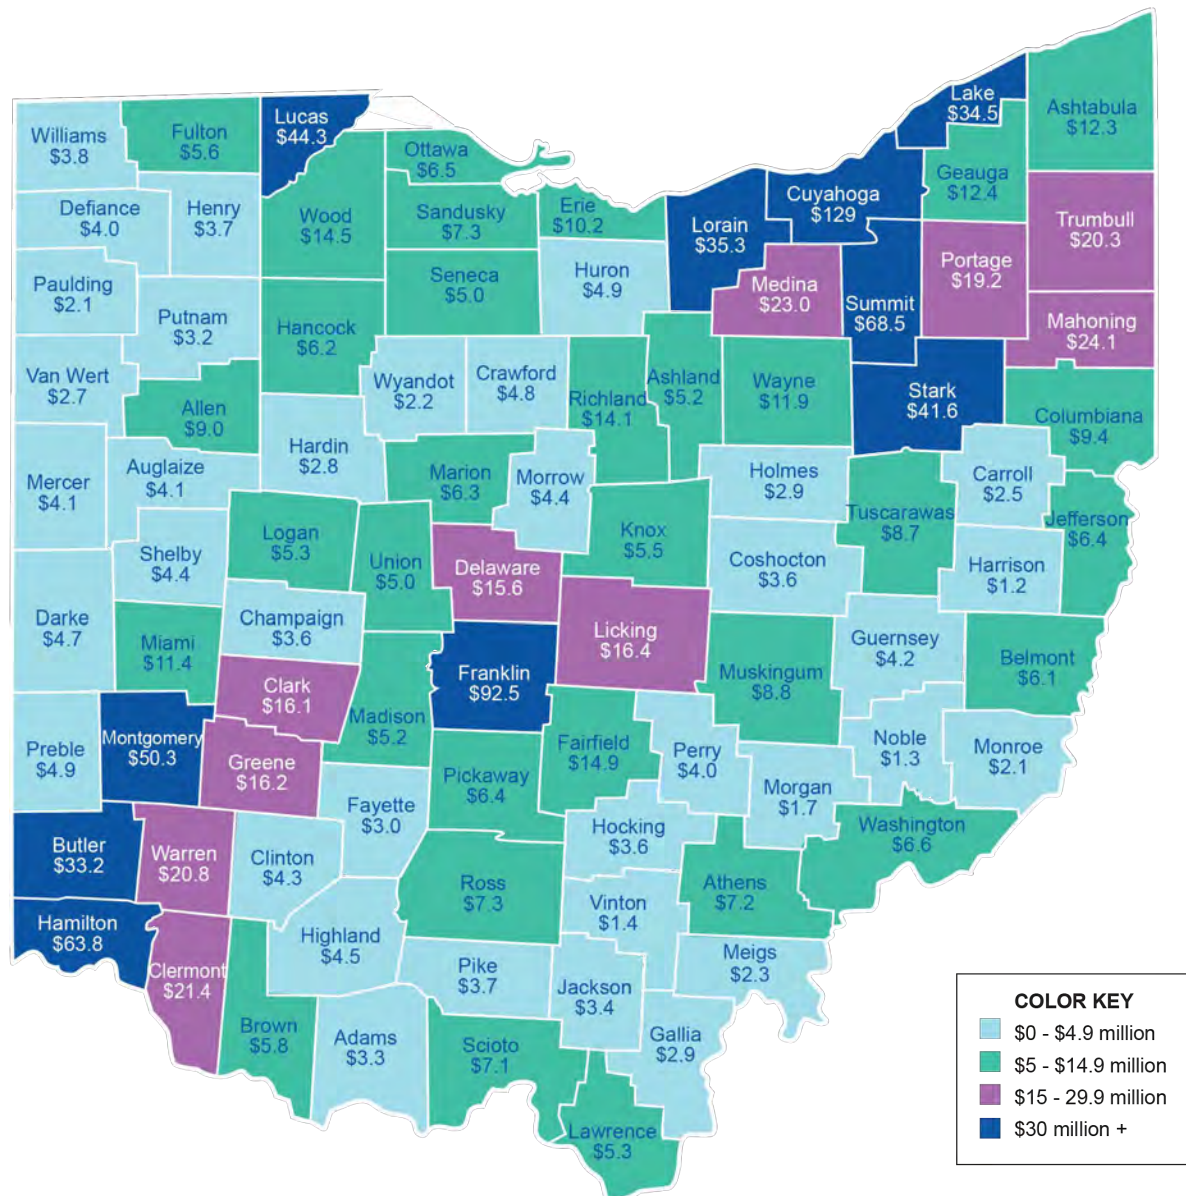 Lake
$34.5
Ashtabula
$12.3
Lucas
$44.3
Williams
$3.8
Fulton
$5.6
Ottawa
$6.5
Geauga
$12.4
Defiance
$4.0
Henry
$3.7
Wood
$14.5
Sandusky
$7.3
Erie
$10.2
Lorain
$35.3
Cuyahoga
$129
Trumbull
$20.3
Paulding
$2.1
Putnam
$3.2
Hancock
$6.2
Seneca
$5.0
Huron
$4.9
Medina
$23.0
Summit
$68.5
Portage
$19.2
Mahoning
$24.1
Van Wert
$2.7
Allen
$9.0
Wyandot
$2.2
Crawford
$4.8
Richland
$14.1
Ashland
$5.2
Wayne
$11.9
Stark
$41.6
Columbiana
$9.4
Mercer
$4.1
Auglaize
$4.1
Hardin
$2.8
Marion
$6.3
Morrow
$4.4
Holmes
$2.9
Carroll
$2.5
Tuscarawas
$8.7
Jefferson
$6.4
Shelby
$4.4
Logan
$5.3
Union
$5.0
Delaware
$15.6
Knox
$5.5
Coshocton
$3.6
Harrison
$1.2
Darke
$4.7
Miami
$11.4
Champaign
$3.6
Licking
$16.4
Guernsey
$4.2
Belmont
$6.1
Clark
$16.1
Madison
$5.2
Franklin
$92.5
Muskingum
$8.8
Preble
$4.9
Montgomery
$50.3
Greene
$16.2
Fayette
$3.0
Pickaway
$6.4
Fairfield
$14.9
Perry
$4.0
Morgan
$1.7
Noble
$1.3
Monroe
$2.1
Butler
$33.2
Warren
$20.8
Clinton
$4.3
Hocking
$3.6
Washington
$6.6
Ross
$7.3
Vinton
$1.4
Athens
$7.2
Hamilton
$63.8
Clermont
$21.4
Highland
$4.5
Pike
$3.7
Jackson
$3.4
Meigs
$2.3
Brown
$5.8
Adams
$3.3
Scioto
$7.1
Gallia
$2.9
Lawrence
$5.3
COLOR KEY
$0 - $4.9 million
$5 - $14.9 million
$15 - 29.9 million
$30 million +